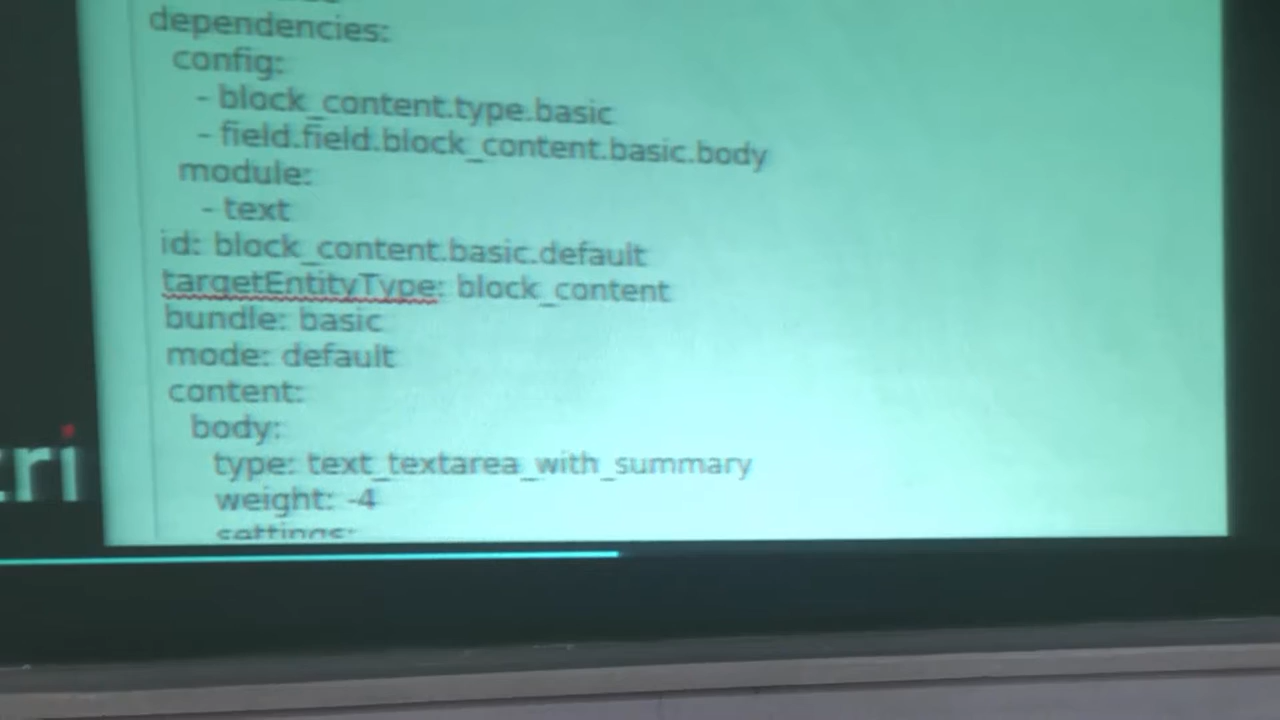 dependencies:
config:
- block_content.type.basic
- field.field.block_content.basic.body
module:
- text
id: block_content.basic.default
targetEntityType: block_content
bundle: basic
mode: default
content:
body:
type: text_textarea_with_summary
weight: -4
settings: